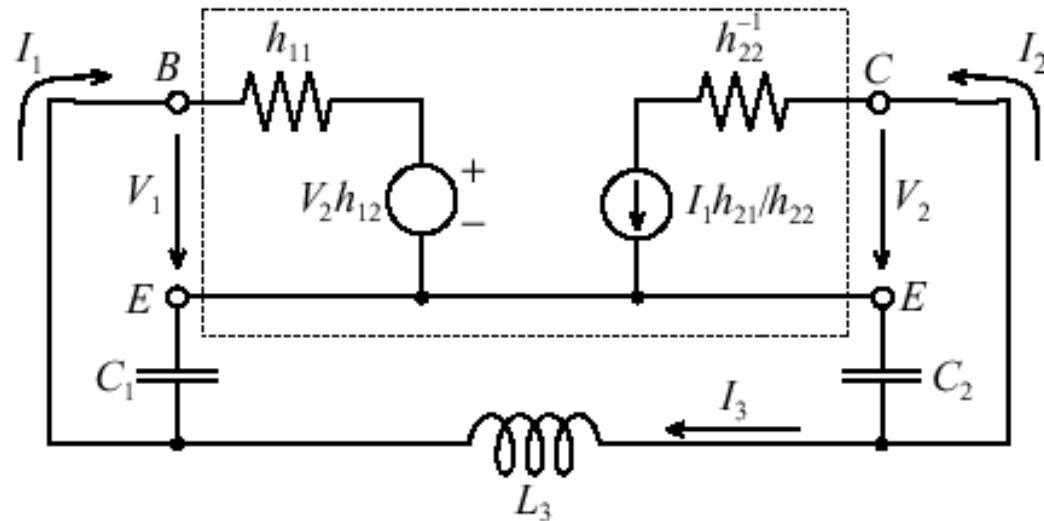 I₁
B
h₁₁
h₂₂⁻¹
C
I₂
V₁
V₂h₁₂
+
−
I₁h₂₁/h₂₂
V₂
E
E
C₁
C₂
I₃
L₃